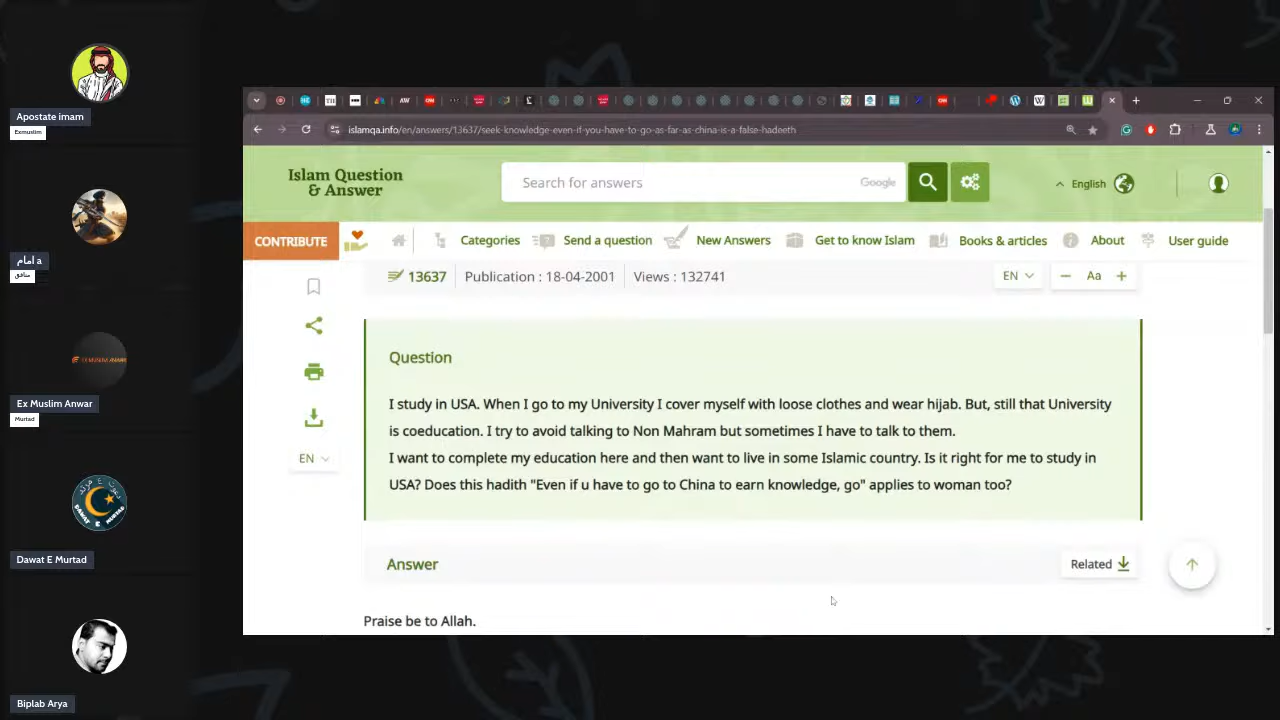 Apostate imam
Exmuslim
امام a
منافق
Ex Muslim Anwar
Murtad
Dawat E Murtad
Biplab Arya
islamqa.info/en/answers/13637/seek-knowledge-even-if-you-have-to-go-as-far-as-china-is-a-false-hadeeth
Islam Question
& Answer
Search for answers
Google
English
CONTRIBUTE
Categories
Send a question
New Answers
Get to know Islam
Books & articles
About
User guide
13637
Publication : 18-04-2001
Views : 132741
EN
Aa
Question
I study in USA. When I go to my University I cover myself with loose clothes and wear hijab. But, still that University
is coeducation. I try to avoid talking to Non Mahram but sometimes I have to talk to them.
I want to complete my education here and then want to live in some Islamic country. Is it right for me to study in
USA? Does this hadith "Even if u have to go to China to earn knowledge, go" applies to woman too?
EN
Answer
Related
Praise be to Allah.